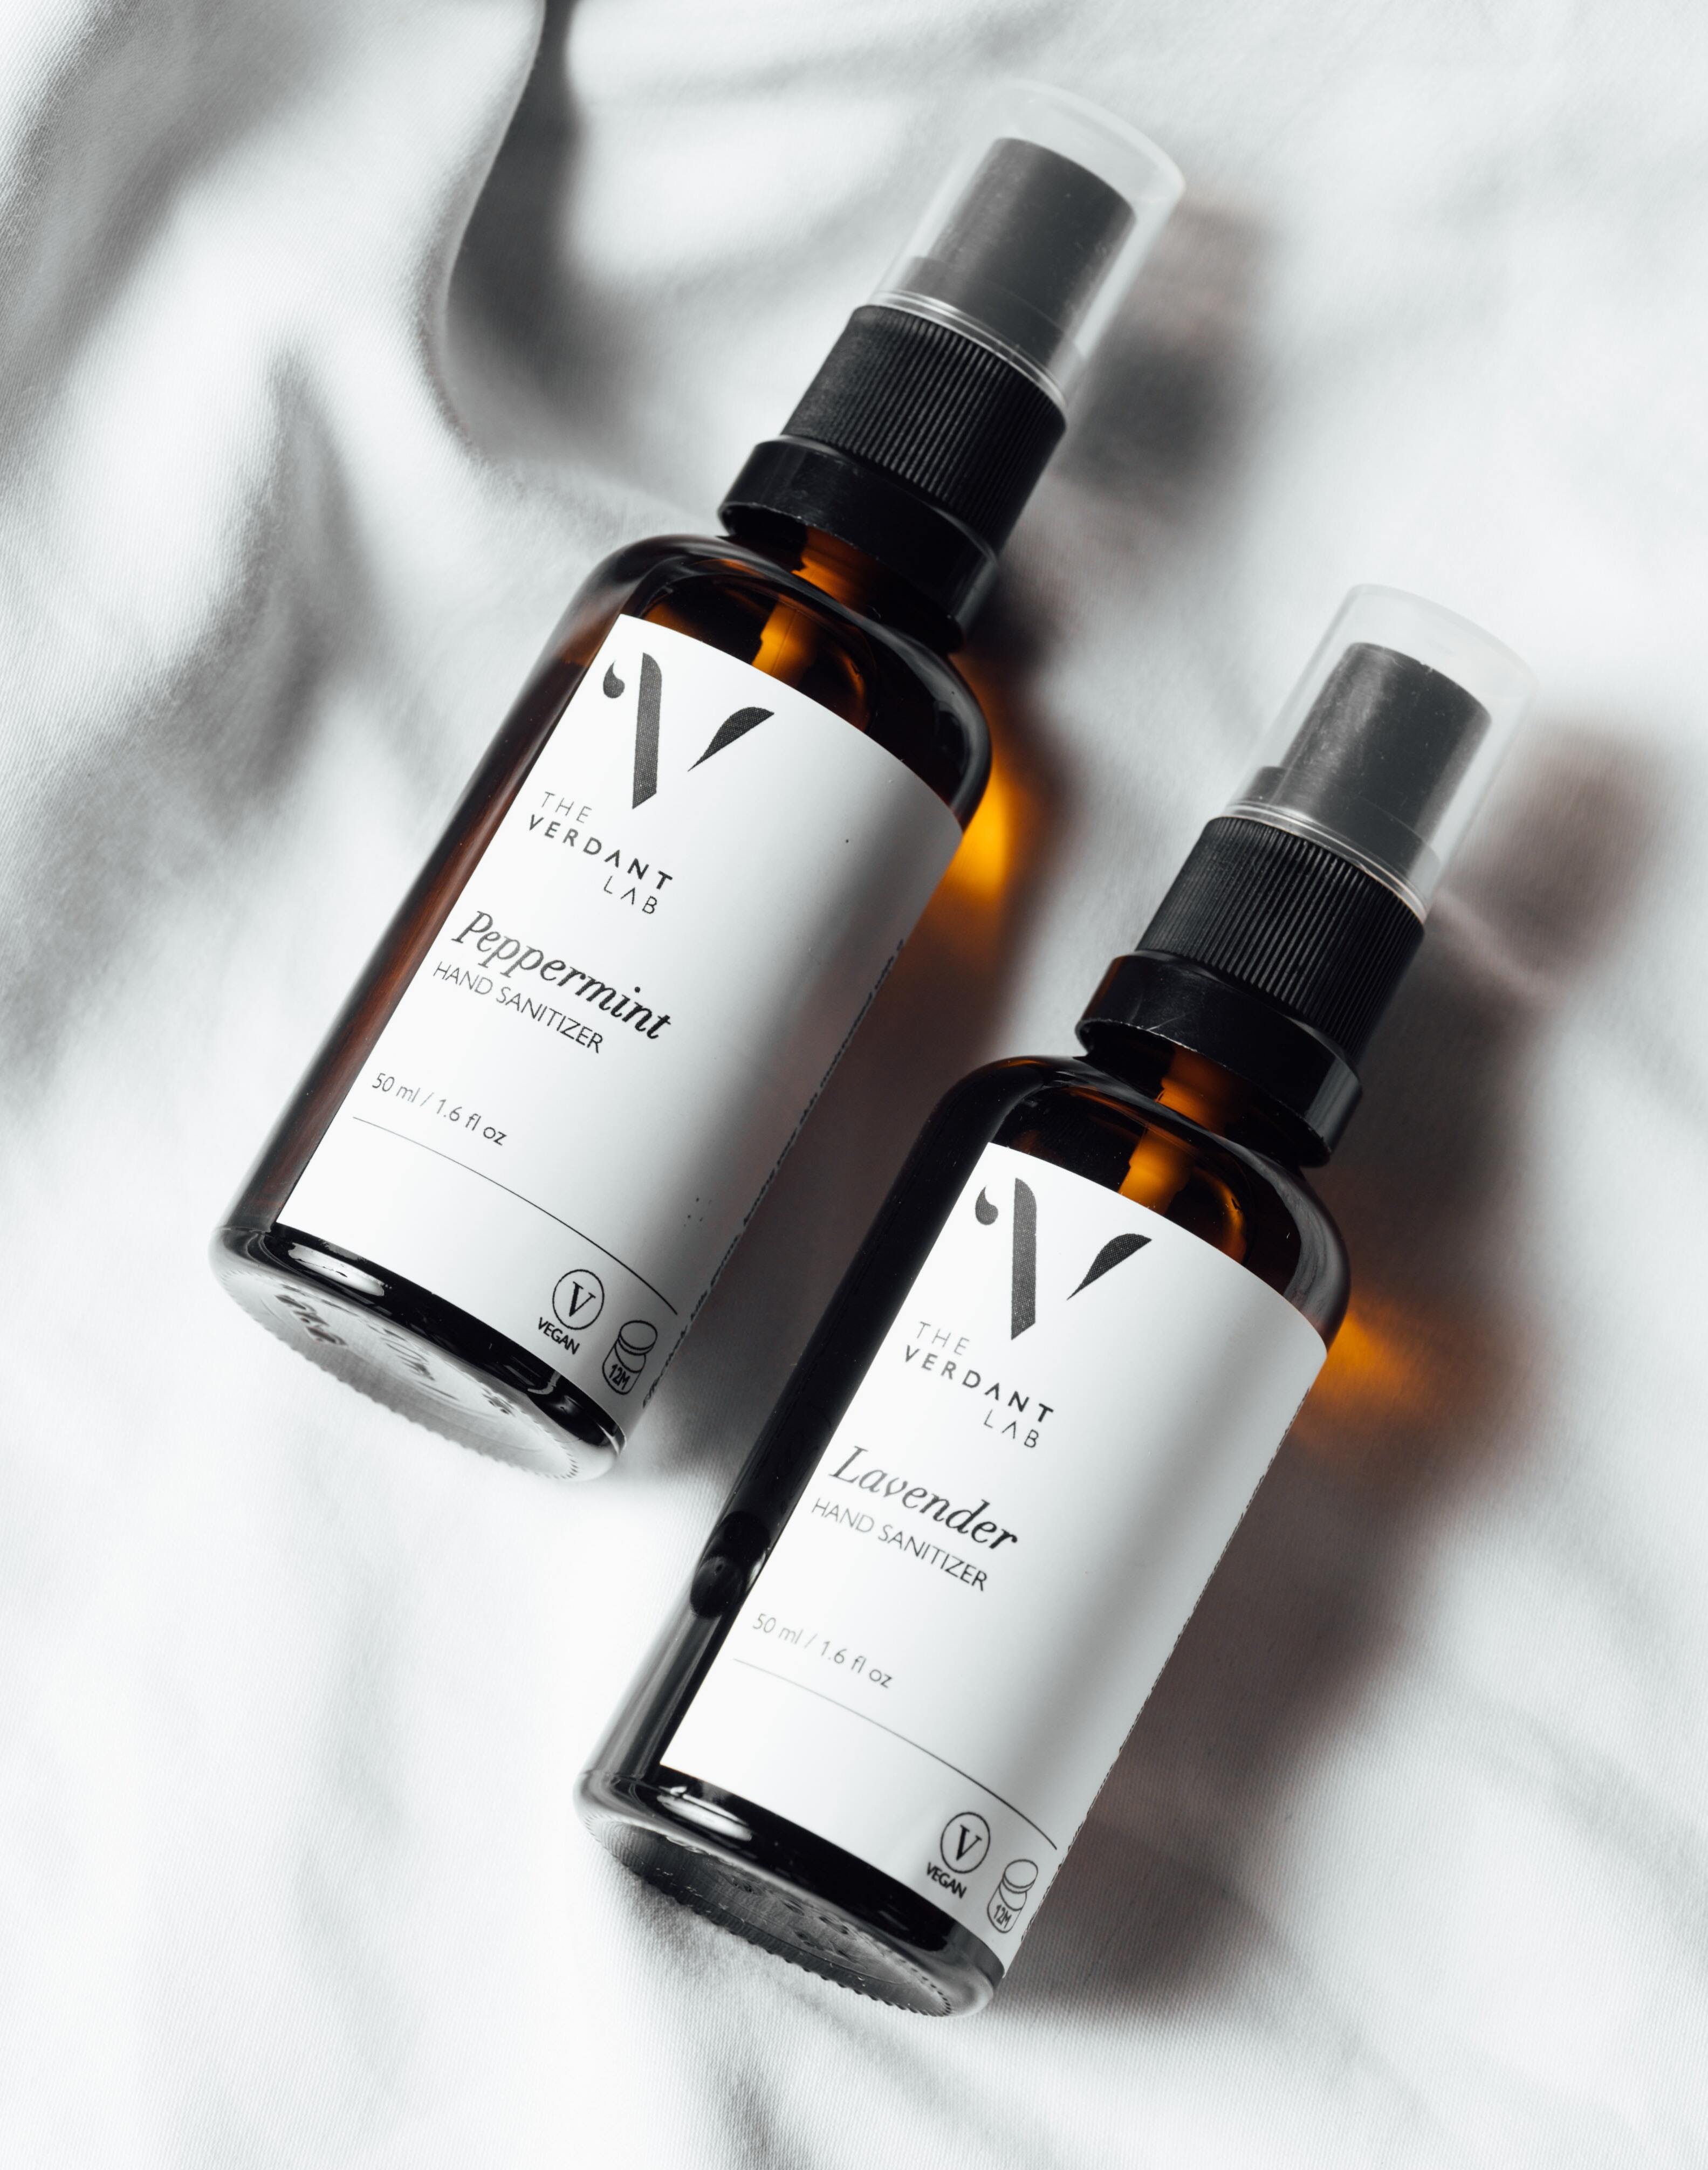 V
THE
VERDANT
LAB
Peppermint
HAND SANITIZER
50 ml / 1.6 fl oz
V
VEGAN
12M
V
THE
VERDANT
LAB
Lavender
HAND SANITIZER
50 ml / 1.6 fl oz
V
VEGAN
12M